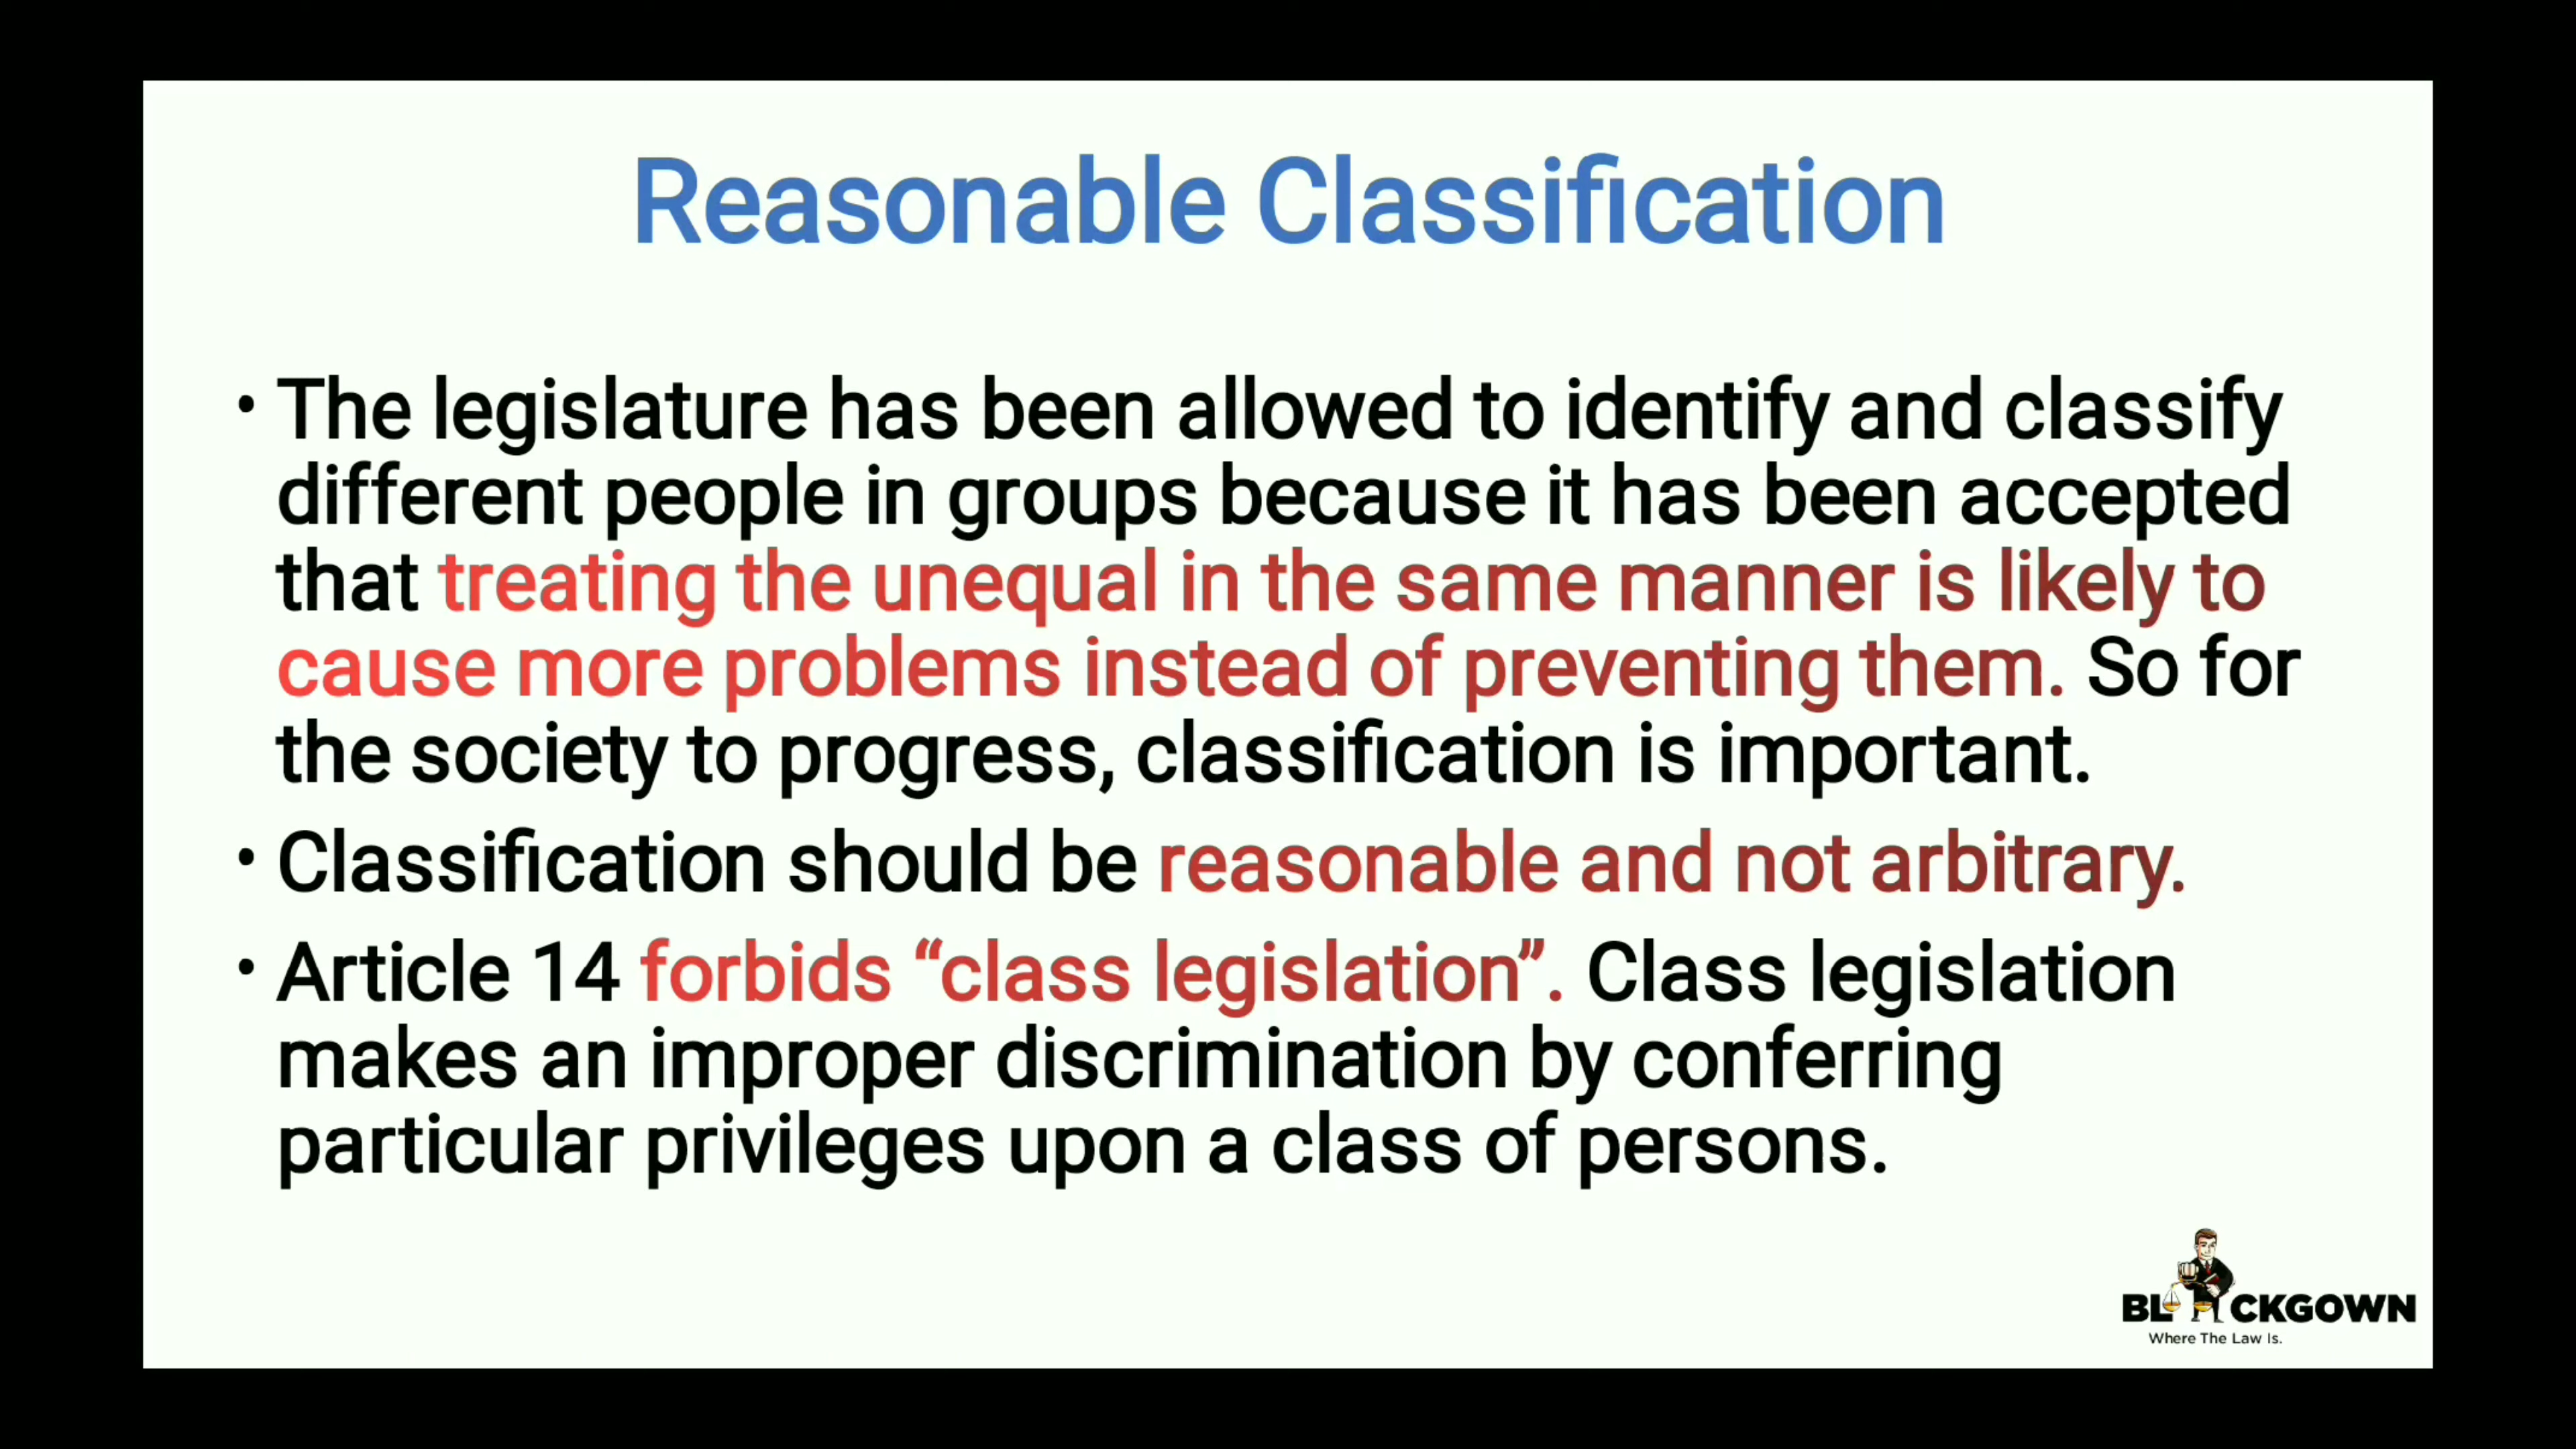 Reasonable Classification
• The legislature has been allowed to identify and classify
different people in groups because it has been accepted
that treating the unequal in the same manner is likely to
cause more problems instead of preventing them. So for
the society to progress, classification is important.
• Classification should be reasonable and not arbitrary.
• Article 14 forbids “class legislation”. Class legislation
makes an improper discrimination by conferring
particular privileges upon a class of persons.
BLACKGOWN
Where The Law Is.